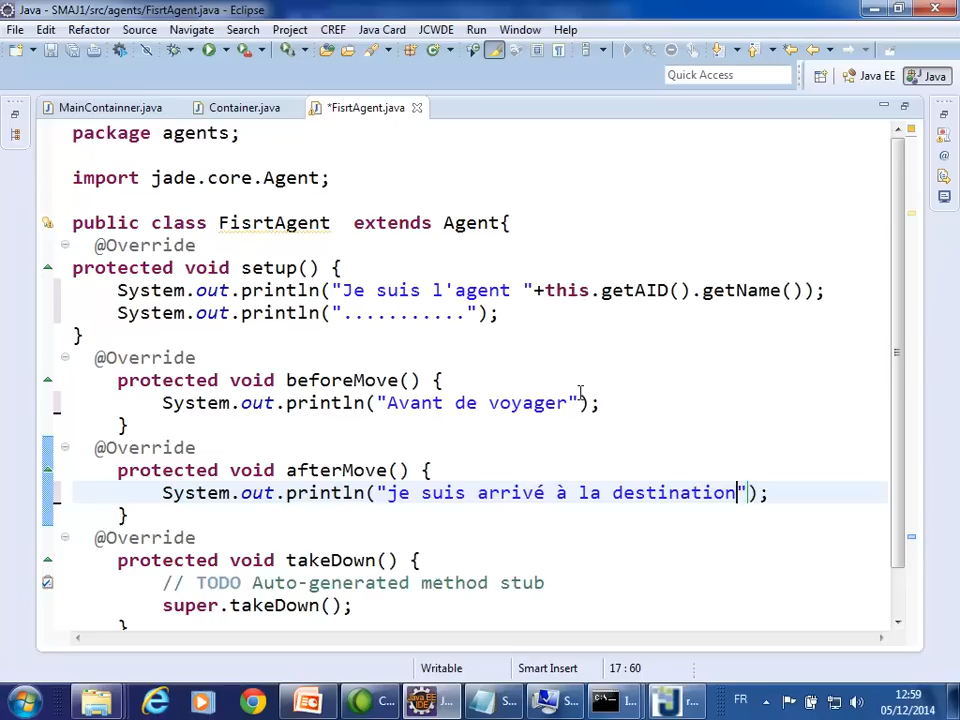 Java - SMAJ1/src/agents/FisrtAgent.java - Eclipse
File Edit Refactor Source Navigate Search Project CREF Java Card JCWDE Run Window Help
Quick Access
Java EE
Java
MainContainner.java
Container.java
*FisrtAgent.java
package agents;
import jade.core.Agent;
public class FisrtAgent extends Agent{
@Override
protected void setup() {
System.out.println("Je suis l'agent "+this.getAID().getName());
System.out.println("...........");
}
@Override
protected void beforeMove() {
System.out.println("Avant de voyager");
}
@Override
protected void afterMove() {
System.out.println("je suis arrivé à la destination");
}
@Override
protected void takeDown() {
// TODO Auto-generated method stub
super.takeDown();
}
Writable
Smart Insert
17 : 60
C...
J...
S...
S...
I...
r...
FR
12:59
05/12/2014